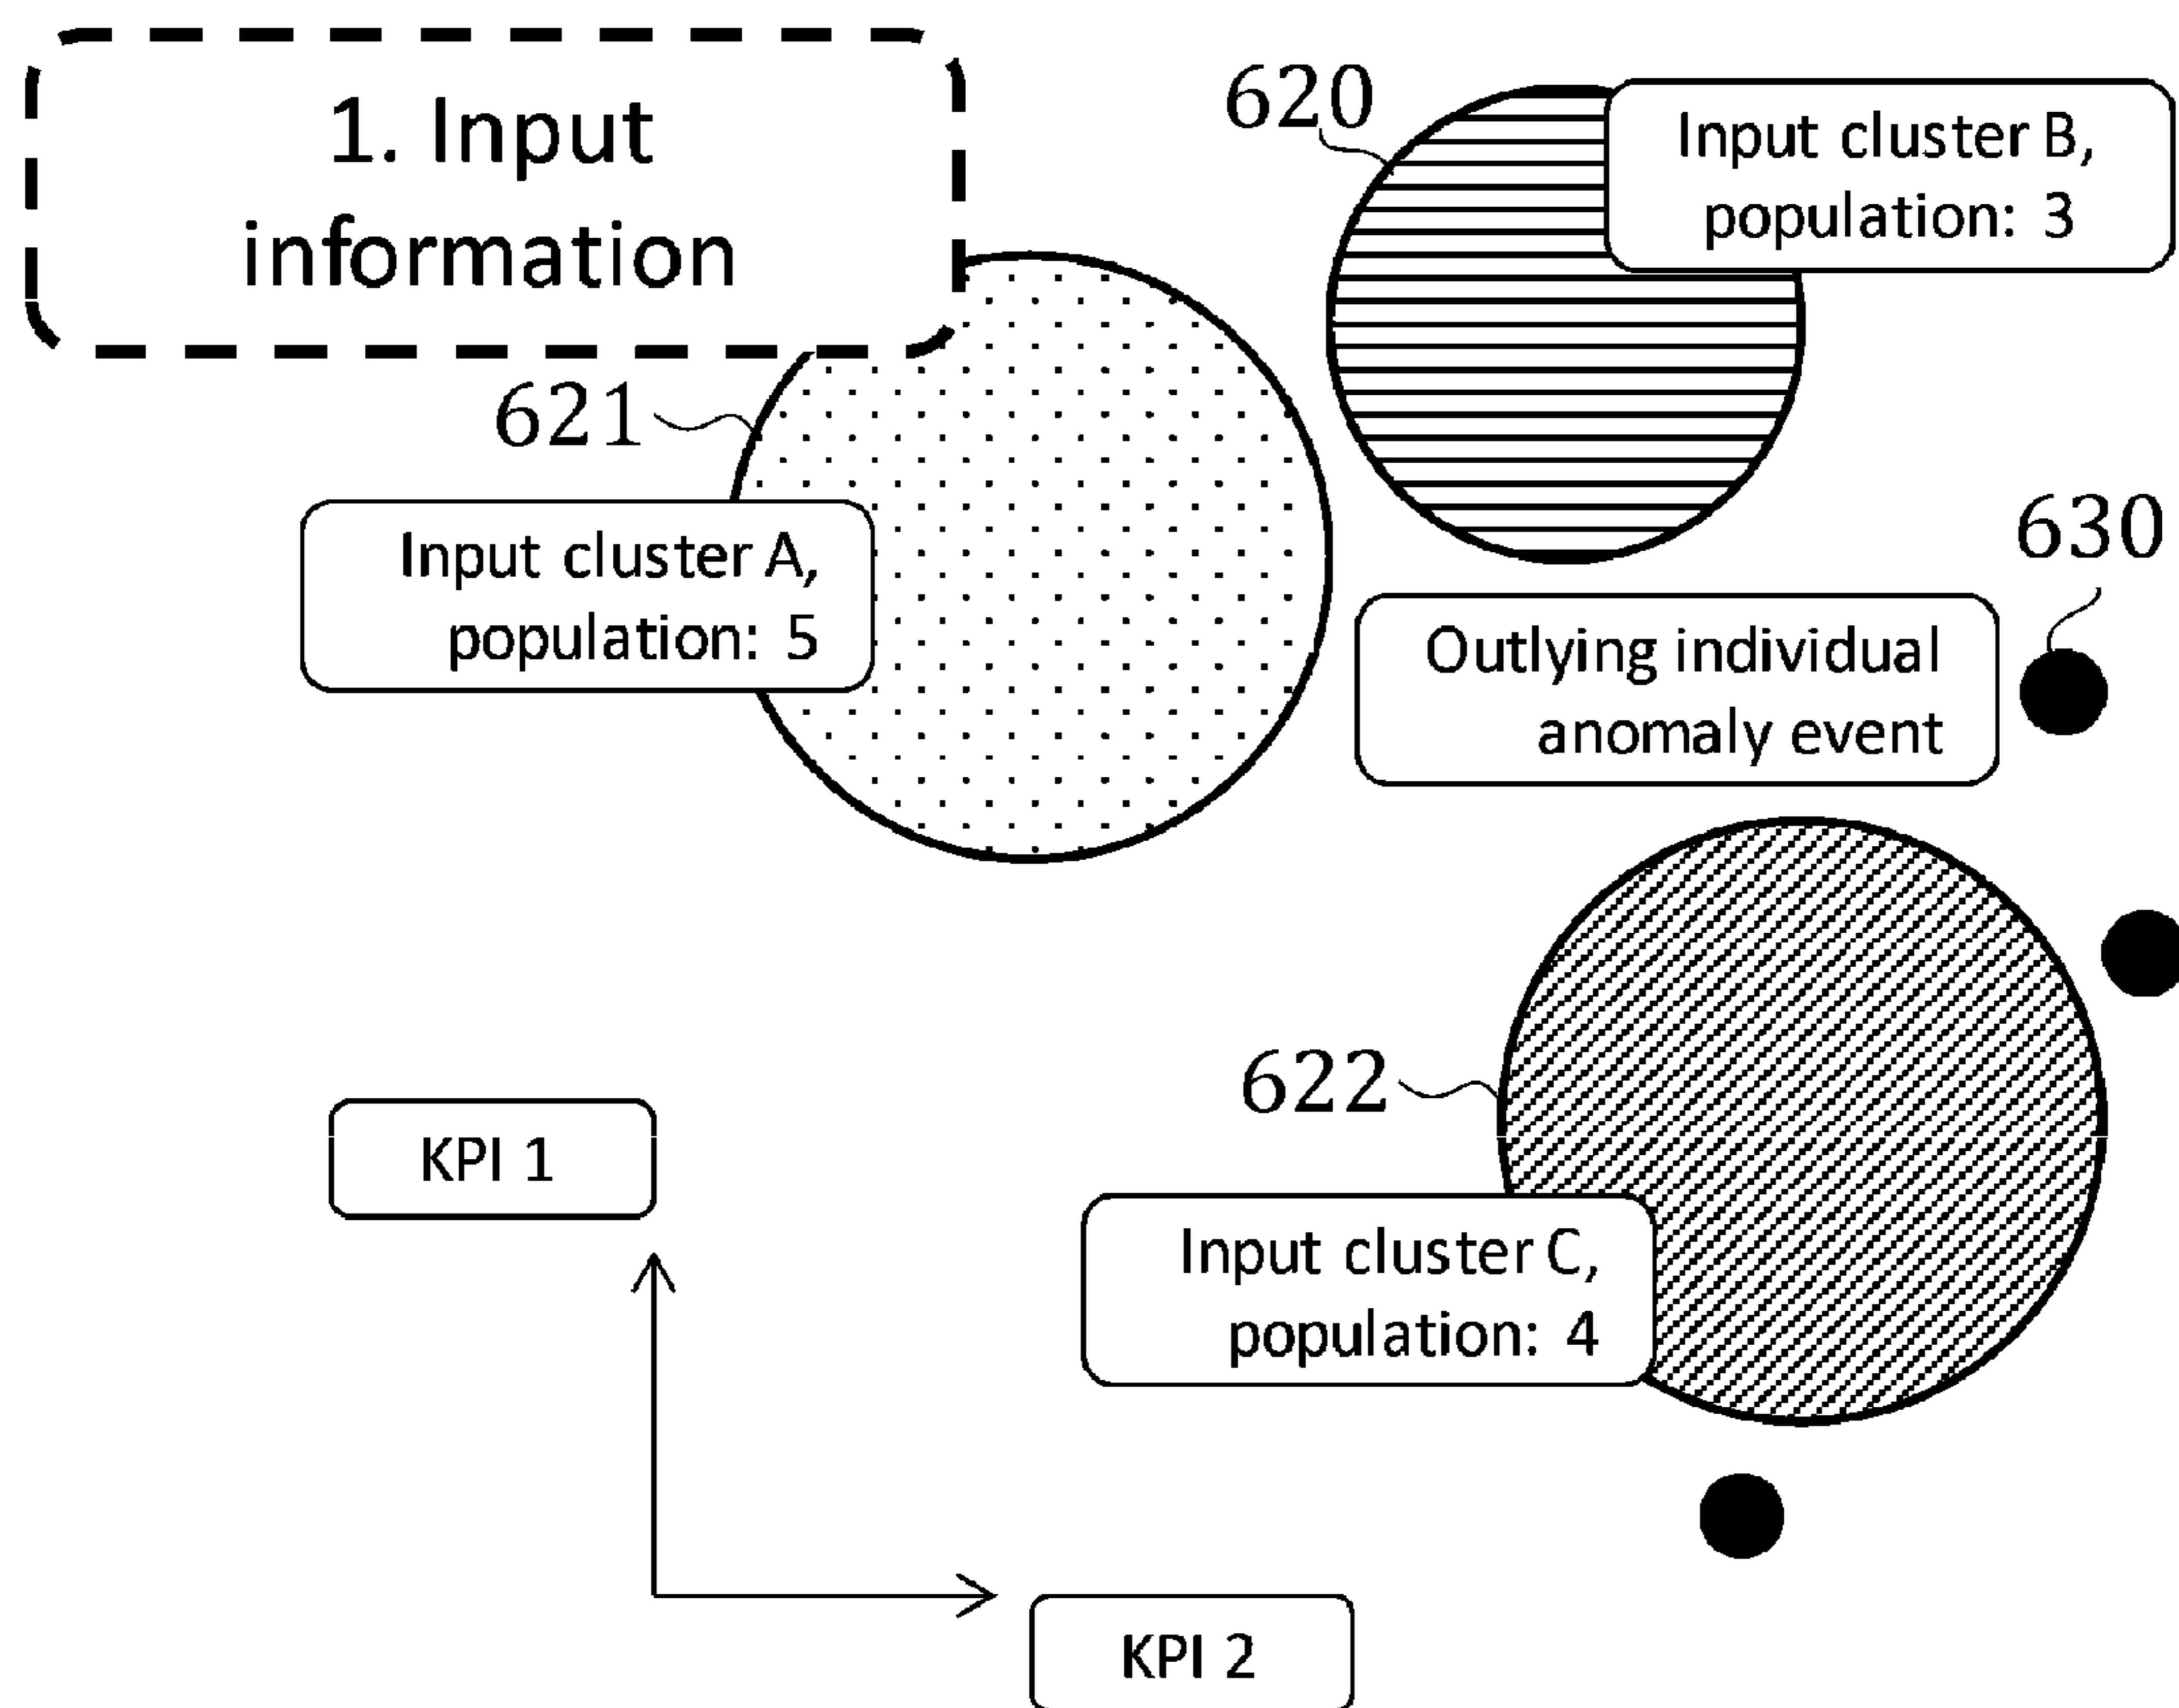 1. Input
information
620
Input cluster B,
population: 3
621
Input cluster A,
population: 5
630
Outlying individual
anomaly event
622
KPI 1
Input cluster C,
population: 4
KPI 2